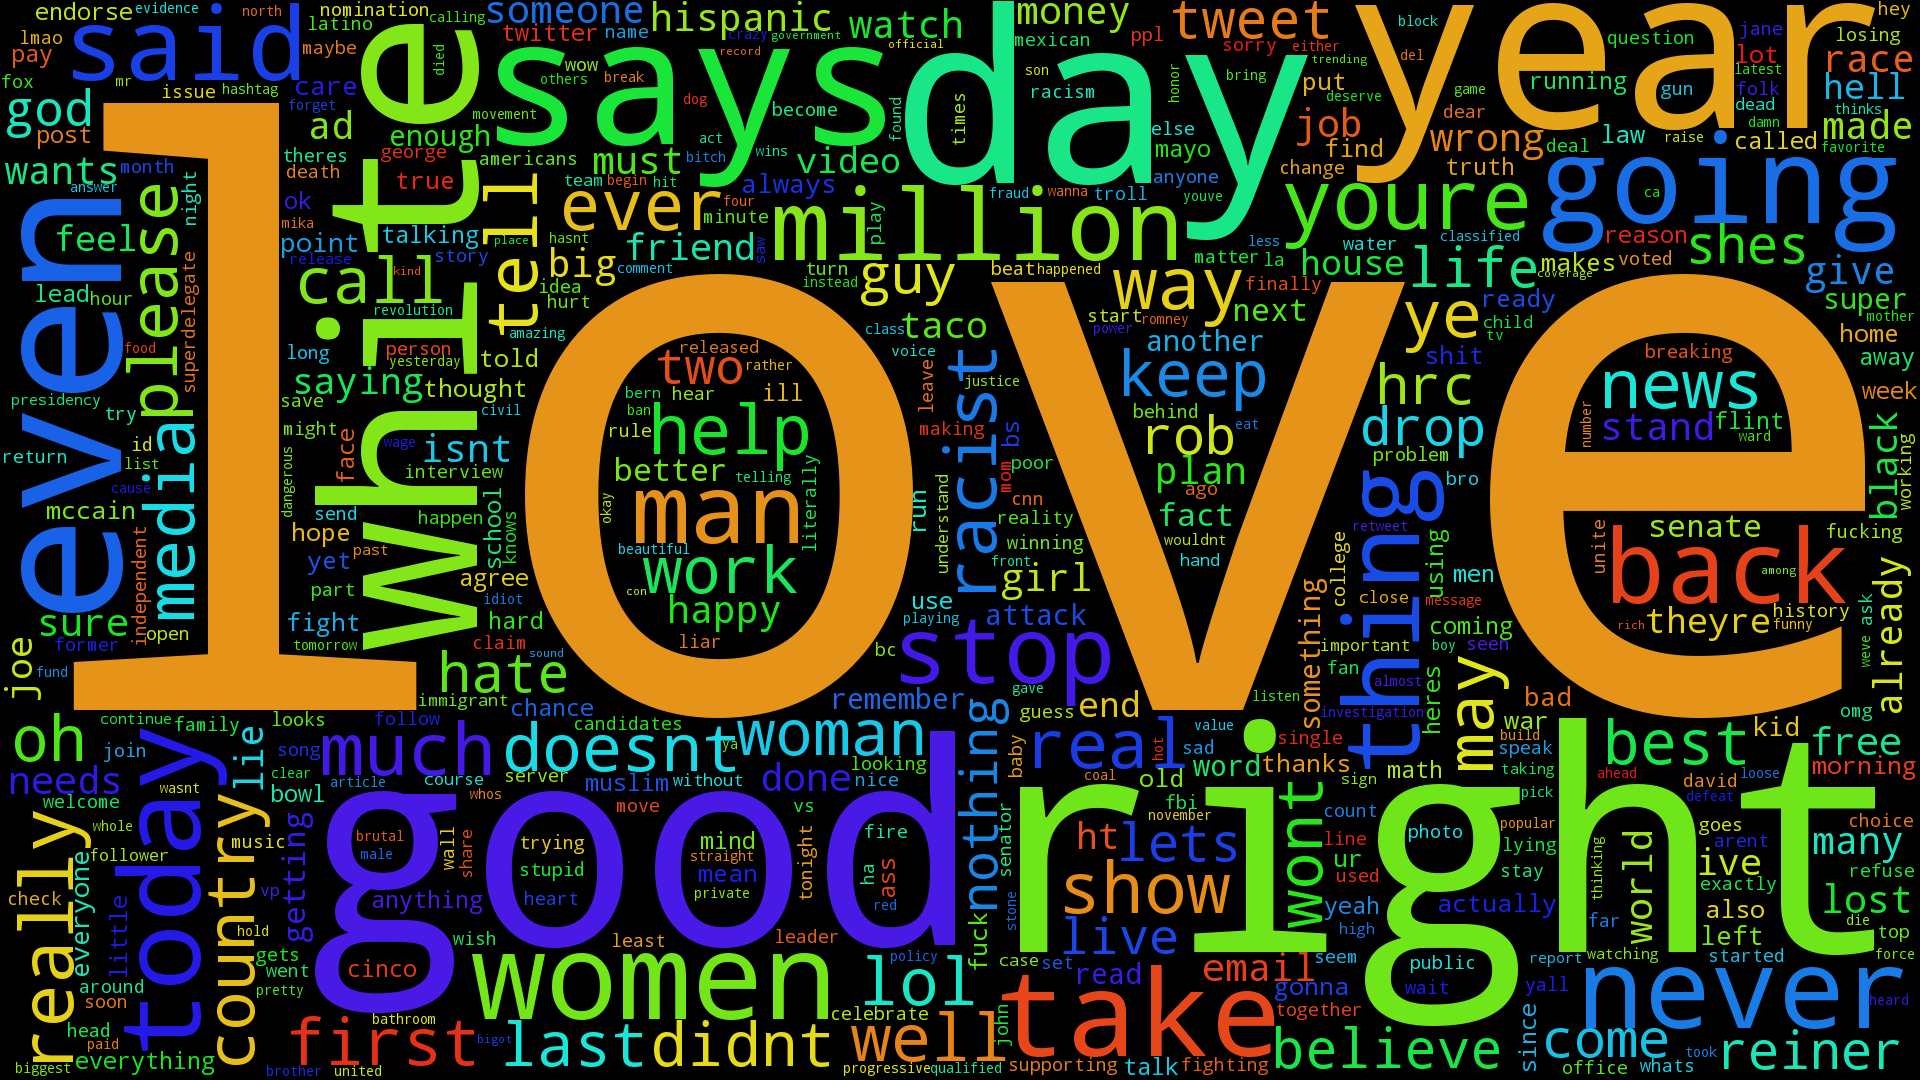 love
right
good
day
year
says
white
even
said
going
never
take
women
today
stop
back
thing
million
really
country
media
please
call
tell
ever
way
life
youre
man
work
help
two
news
keep
rob
plan
fact
drop
hrc
racist
real
woman
doesnt
much
hate
first
last
didnt
well
lol
believe
come
reiner
show
live
lets
ht
email
wont
best
may
nothing
already
black
free
many
lost
world
oh
needs
sure
god
wants
feel
endorse
evidence
north
nomination
calling
someone
hispanic
watch
money
tweet
hey
lmao
pay
latino
maybe
twitter
name
crazy
government
official
mexican
ppl
sorry
either
block
question
jane
losing
fox
mr
issue
hashtag
care
forget
died
others
wow
break
record
son
racism
honor
bring
trending
del
put
deserve
game
running
gun
lot
latest
folk
race
hell
post
ad
enough
movement
become
dog
found
times
else
job
dear
wrong
dead
thinks
damn
made
month
theres
george
americans
must
act
bitch
wins
video
mayo
find
change
truth
deal
law
raise
called
favorite
answer
night
death
true
team
begin
hit
always
four
fraud
wanna
troll
anyone
youve
ca
ok
mika
point
talking
minute
play
story
place
hasnt
friend
saw
less
water
classified
reason
shes
release
kind
big
comment
turn
instead
guy
beat
happened
matter
la
house
makes
voted
coverage
give
lead
hour
superdelegate
revolution
idea
hurt
amazing
taco
class
start
power
romney
next
finally
ye
ready
child
tv
super
mother
home
food
long
person
yesterday
told
released
rather
voice
another
shit
breaking
away
presidency
try
saying
thought
save
bern
hear
ill
leave
justice
week
id
list
might
civil
ban
rule
making
behind
eat
stand
flint
ward
number
return
cause
wage
face
isnt
interview
better
telling
literally
bs
mom
poor
problem
bro
working
mccain
dangerous
send
school
happen
knows
okay
run
cnn
reality
ago
senate
fucking
independent
hope
past
yet
beautiful
understand
winning
front
wouldnt
hand
retweet
college
using
men
unite
among
part
agree
idiot
con
happy
girl
use
playing
attack
close
message
theyre
history
funny
rich
ask
weve
former
open
fight
tomorrow
hard
claim
sound
liar
bc
something
important
coming
boy
seen
joe
fund
immigrant
chance
remember
gave
guess
end
listen
fan
almost
investigation
heres
bad
kid
omg
continue
family
looks
follow
candidates
war
build
join
lie
song
clear
article
course
server
muslim
without
ya
done
looking
nice
baby
hot
value
sad
single
thanks
word
old
coal
sign
math
speak
taking
ahead
david
loose
morning
wasnt
welcome
bowl
whos
move
vs
fbi
november
count
pick
defeat
whole
follower
music
getting
brutal
male
wall
share
trying
stupid
mind
straight
mean
private
tonight
fire
ha
ass
red
senator
stone
line
ur
used
photo
popular
lying
thinking
goes
arent
choice
ive
exactly
refuse
check
everyone
little
vp
anything
heart
yeah
high
stay
actually
far
also
left
die
top
hold
gets
wish
least
leader
fuck
policy
case
set
read
seem
public
wait
report
watching
started
force
around
went
pretty
cinco
soon
gonna
together
yall
heard
head
paid
bathroom
celebrate
john
since
biggest
everything
brother
united
bigot
progressive
qualified
supporting
talk
fighting
office
whats
took